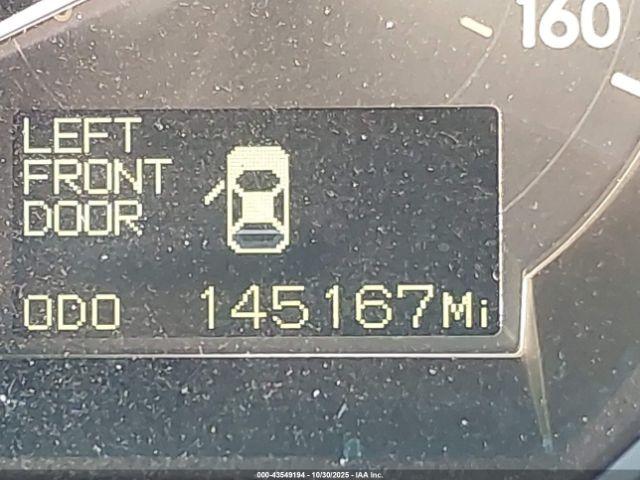 160
LEFT
FRONT
DOOR
ODO 145167Mi
000-43549194 - 10/30/2025 - IAA Inc.